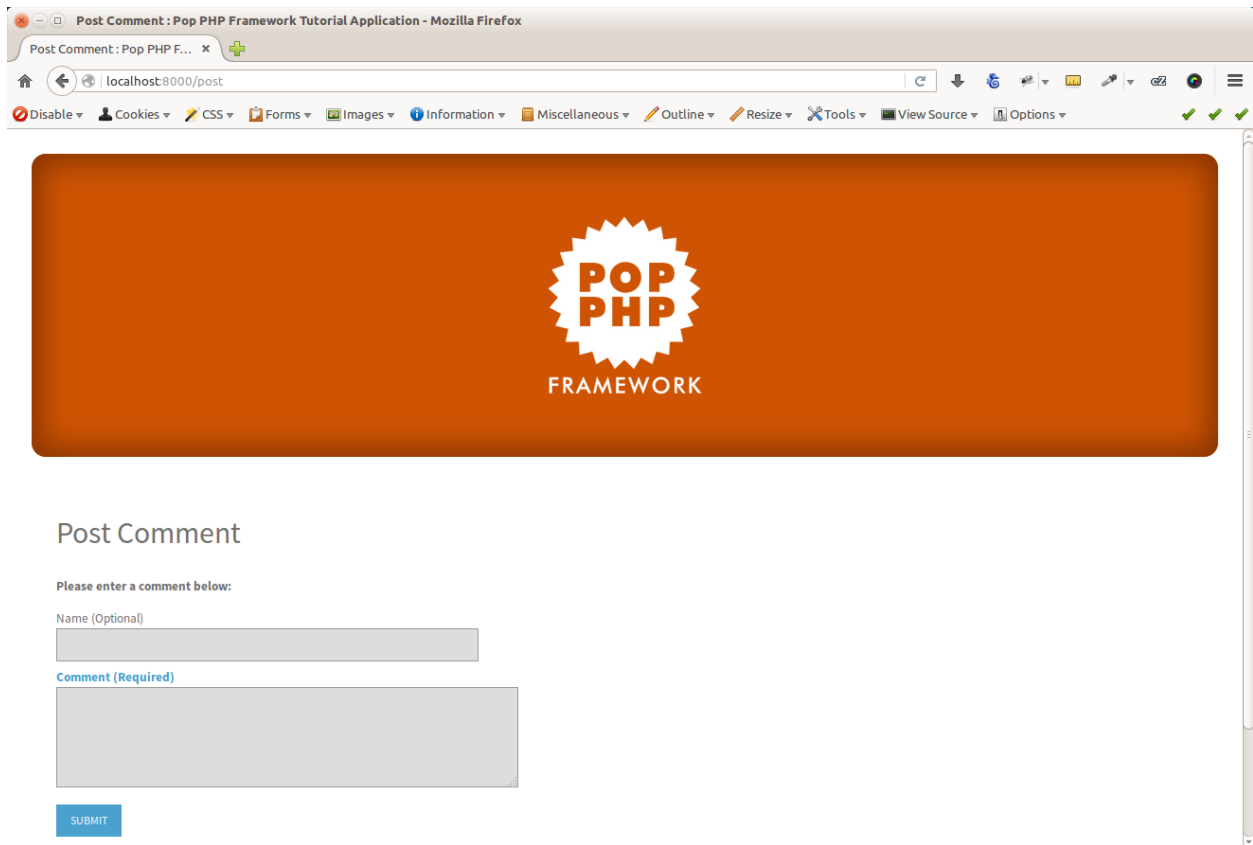 Post Comment : Pop PHP Framework Tutorial Application - Mozilla Firefox
Post Comment : Pop PHP F...
localhost:8000/post
Disable Cookies CSS Forms Images Information Miscellaneous Outline Resize Tools View Source Options
POP
PHP
FRAMEWORK
Post Comment
Please enter a comment below:
Name (Optional)
Comment (Required)
SUBMIT